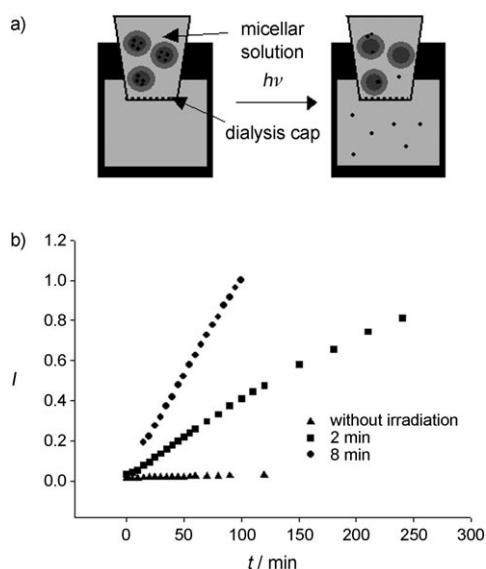 a)
micellar
solution
hν
dialysis cap
b)
1.2
1.0
0.8
0.6
0.4
0.2
0.0
I
▲ without irradiation
■ 2 min
● 8 min
0 50 100 150 200 250 300
t / min